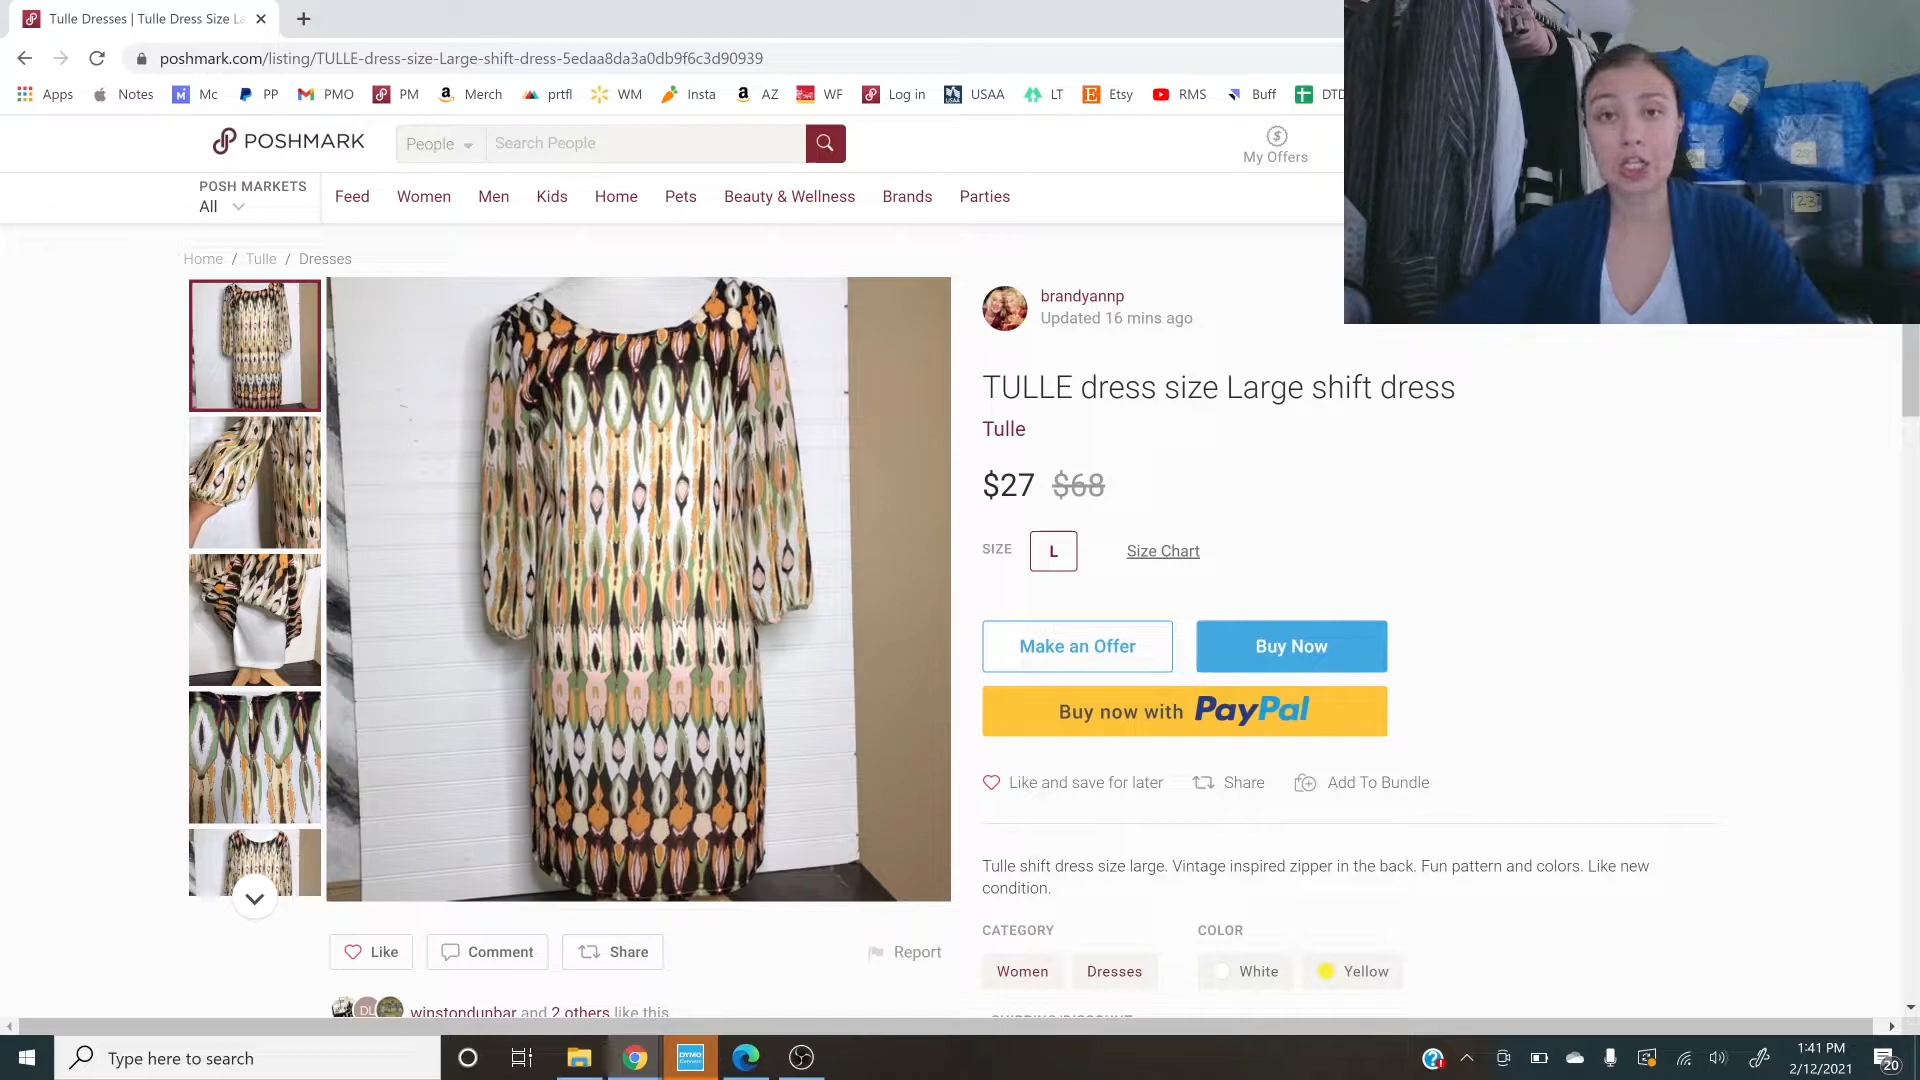 Tulle Dresses | Tulle Dress Size La
poshmark.com/listing/TULLE-dress-size-Large-shift-dress-5edaa8da3a0db9f6c3d90939
Apps Notes Mc PP PMO PM Merch prtfl WM Insta AZ WF Log in USAA LT Etsy RMS Buff DTD
POSHMARK People Search People
My Offers
POSH MARKETS
All
Feed Women Men Kids Home Pets Beauty & Wellness Brands Parties
Home / Tulle / Dresses
brandyannp
Updated 16 mins ago
TULLE dress size Large shift dress
Tulle
$27 $68
SIZE L Size Chart
Make an Offer Buy Now
Buy now with PayPal
Like and save for later Share Add To Bundle
Tulle shift dress size large. Vintage inspired zipper in the back. Fun pattern and colors. Like new
condition.
CATEGORY COLOR
Women Dresses White Yellow
Like Comment Share Report
DL winstondunbar and 2 others like this
23
Type here to search
DYMO
1:41 PM
2/12/2021
20